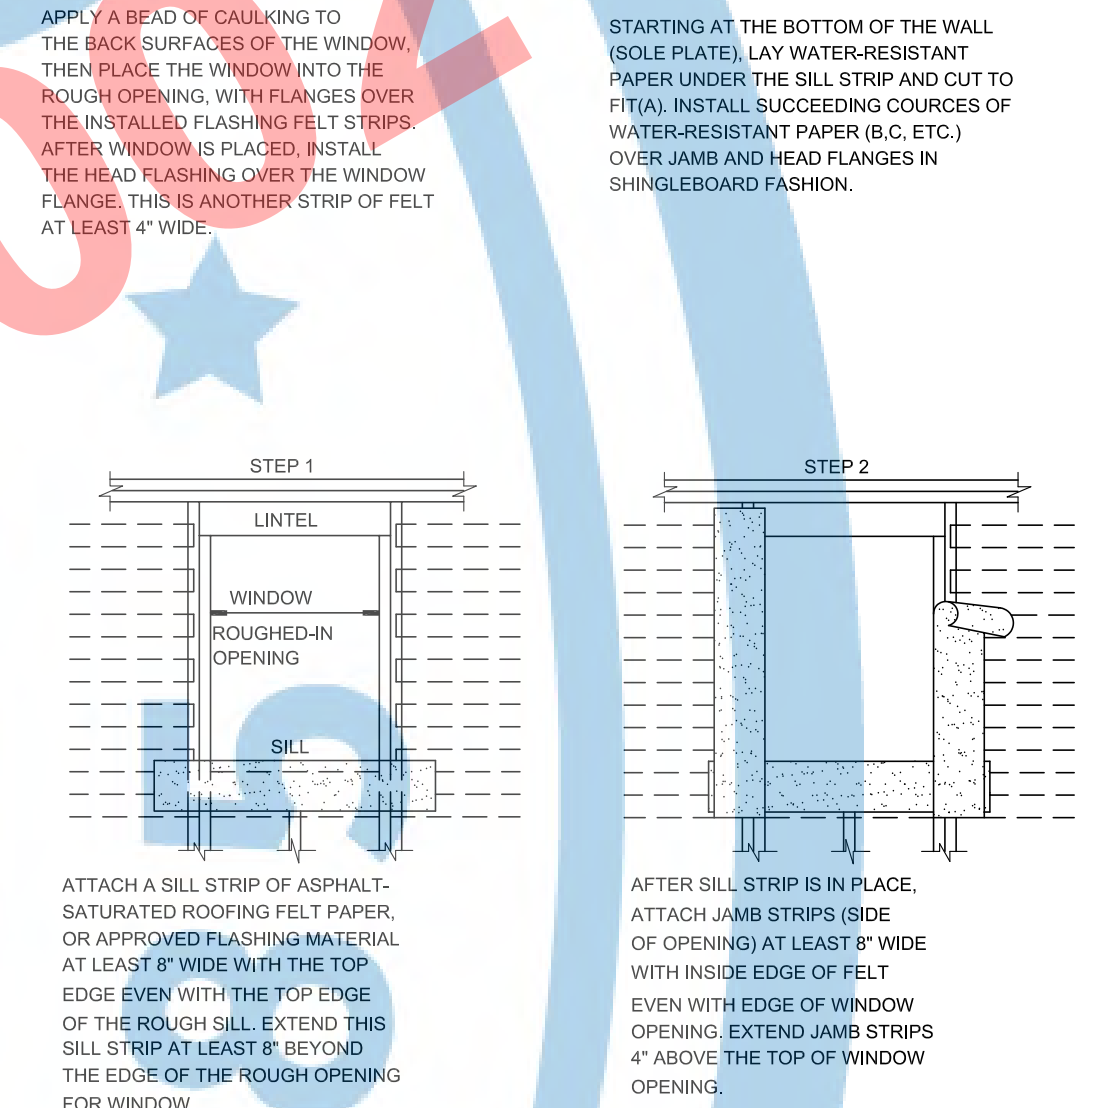 APPLY A BEAD OF CAULKING TO
THE BACK SURFACES OF THE WINDOW,
THEN PLACE THE WINDOW INTO THE
ROUGH OPENING, WITH FLANGES OVER
THE INSTALLED FLASHING FELT STRIPS.
AFTER WINDOW IS PLACED, INSTALL
THE HEAD FLASHING OVER THE WINDOW
FLANGE. THIS IS ANOTHER STRIP OF FELT
AT LEAST 4" WIDE.
STARTING AT THE BOTTOM OF THE WALL
(SOLE PLATE), LAY WATER-RESISTANT
PAPER UNDER THE SILL STRIP AND CUT TO
FIT(A). INSTALL SUCCEEDING COURCES OF
WATER-RESISTANT PAPER (B,C, ETC.)
OVER JAMB AND HEAD FLANGES IN
SHINGLEBOARD FASHION.
002
STEP 1
LINTEL
WINDOW
ROUGHED-IN
OPENING
SILL
ATTACH A SILL STRIP OF ASPHALT-
SATURATED ROOFING FELT PAPER,
OR APPROVED FLASHING MATERIAL
AT LEAST 8" WIDE WITH THE TOP
EDGE EVEN WITH THE TOP EDGE
OF THE ROUGH SILL. EXTEND THIS
SILL STRIP AT LEAST 8" BEYOND
THE EDGE OF THE ROUGH OPENING
FOR WINDOW
STEP 2
AFTER SILL STRIP IS IN PLACE,
ATTACH JAMB STRIPS (SIDE
OF OPENING) AT LEAST 8" WIDE
WITH INSIDE EDGE OF FELT
EVEN WITH EDGE OF WINDOW
OPENING. EXTEND JAMB STRIPS
4" ABOVE THE TOP OF WINDOW
OPENING.
58